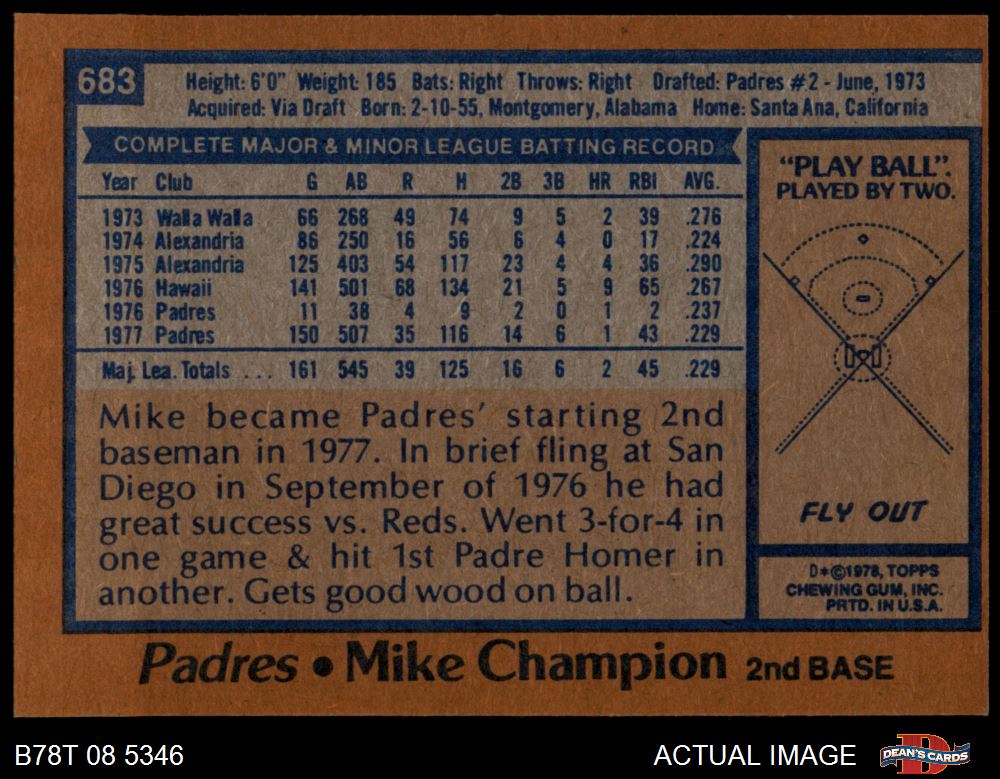 683
Height: 6'0" Weight: 185 Bats: Right Throws: Right Drafted: Padres #2 - June, 1973
Acquired: Via Draft Born: 2-10-55, Montgomery, Alabama Home: Santa Ana, California
COMPLETE MAJOR & MINOR LEAGUE BATTING RECORD
Year Club G AB R H 2B 3B HR RBI AVG.
1973 Walla Walla 66 268 49 74 9 5 2 39 .276
1974 Alexandria 86 250 16 56 6 4 0 17 .224
1975 Alexandria 125 403 54 117 23 4 4 36 .290
1976 Hawaii 141 501 68 134 21 5 9 65 .267
1976 Padres 11 38 4 9 2 0 1 2 .237
1977 Padres 150 507 35 116 14 6 1 43 .229
Maj. Lea. Totals ... 161 545 39 125 16 6 2 45 .229
Mike became Padres' starting 2nd
baseman in 1977. In brief fling at San
Diego in September of 1976 he had
great success vs. Reds. Went 3-for-4 in
one game & hit 1st Padre Homer in
another. Gets good wood on ball.
"PLAY BALL".
PLAYED BY TWO.
FLY OUT
D*©1978, TOPPS
CHEWING GUM, INC.
PRTD. IN U.S.A.
Padres • Mike Champion 2nd BASE
B78T 08 5346
ACTUAL IMAGE
D
DEAN'S CARDS